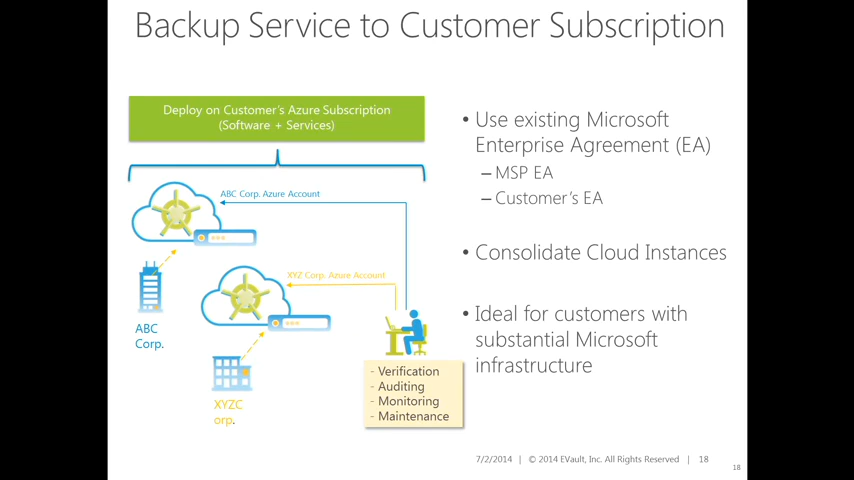 Backup Service to Customer Subscription
Deploy on Customer's Azure Subscription
(Software + Services)
ABC Corp. Azure Account
XYZ Corp. Azure Account
ABC
Corp.
XYZC
orp.
- Verification
- Auditing
- Monitoring
- Maintenance
• Use existing Microsoft
Enterprise Agreement (EA)
– MSP EA
– Customer's EA
• Consolidate Cloud Instances
• Ideal for customers with
substantial Microsoft
infrastructure
7/2/2014 | © 2014 EVault, Inc. All Rights Reserved | 18
18